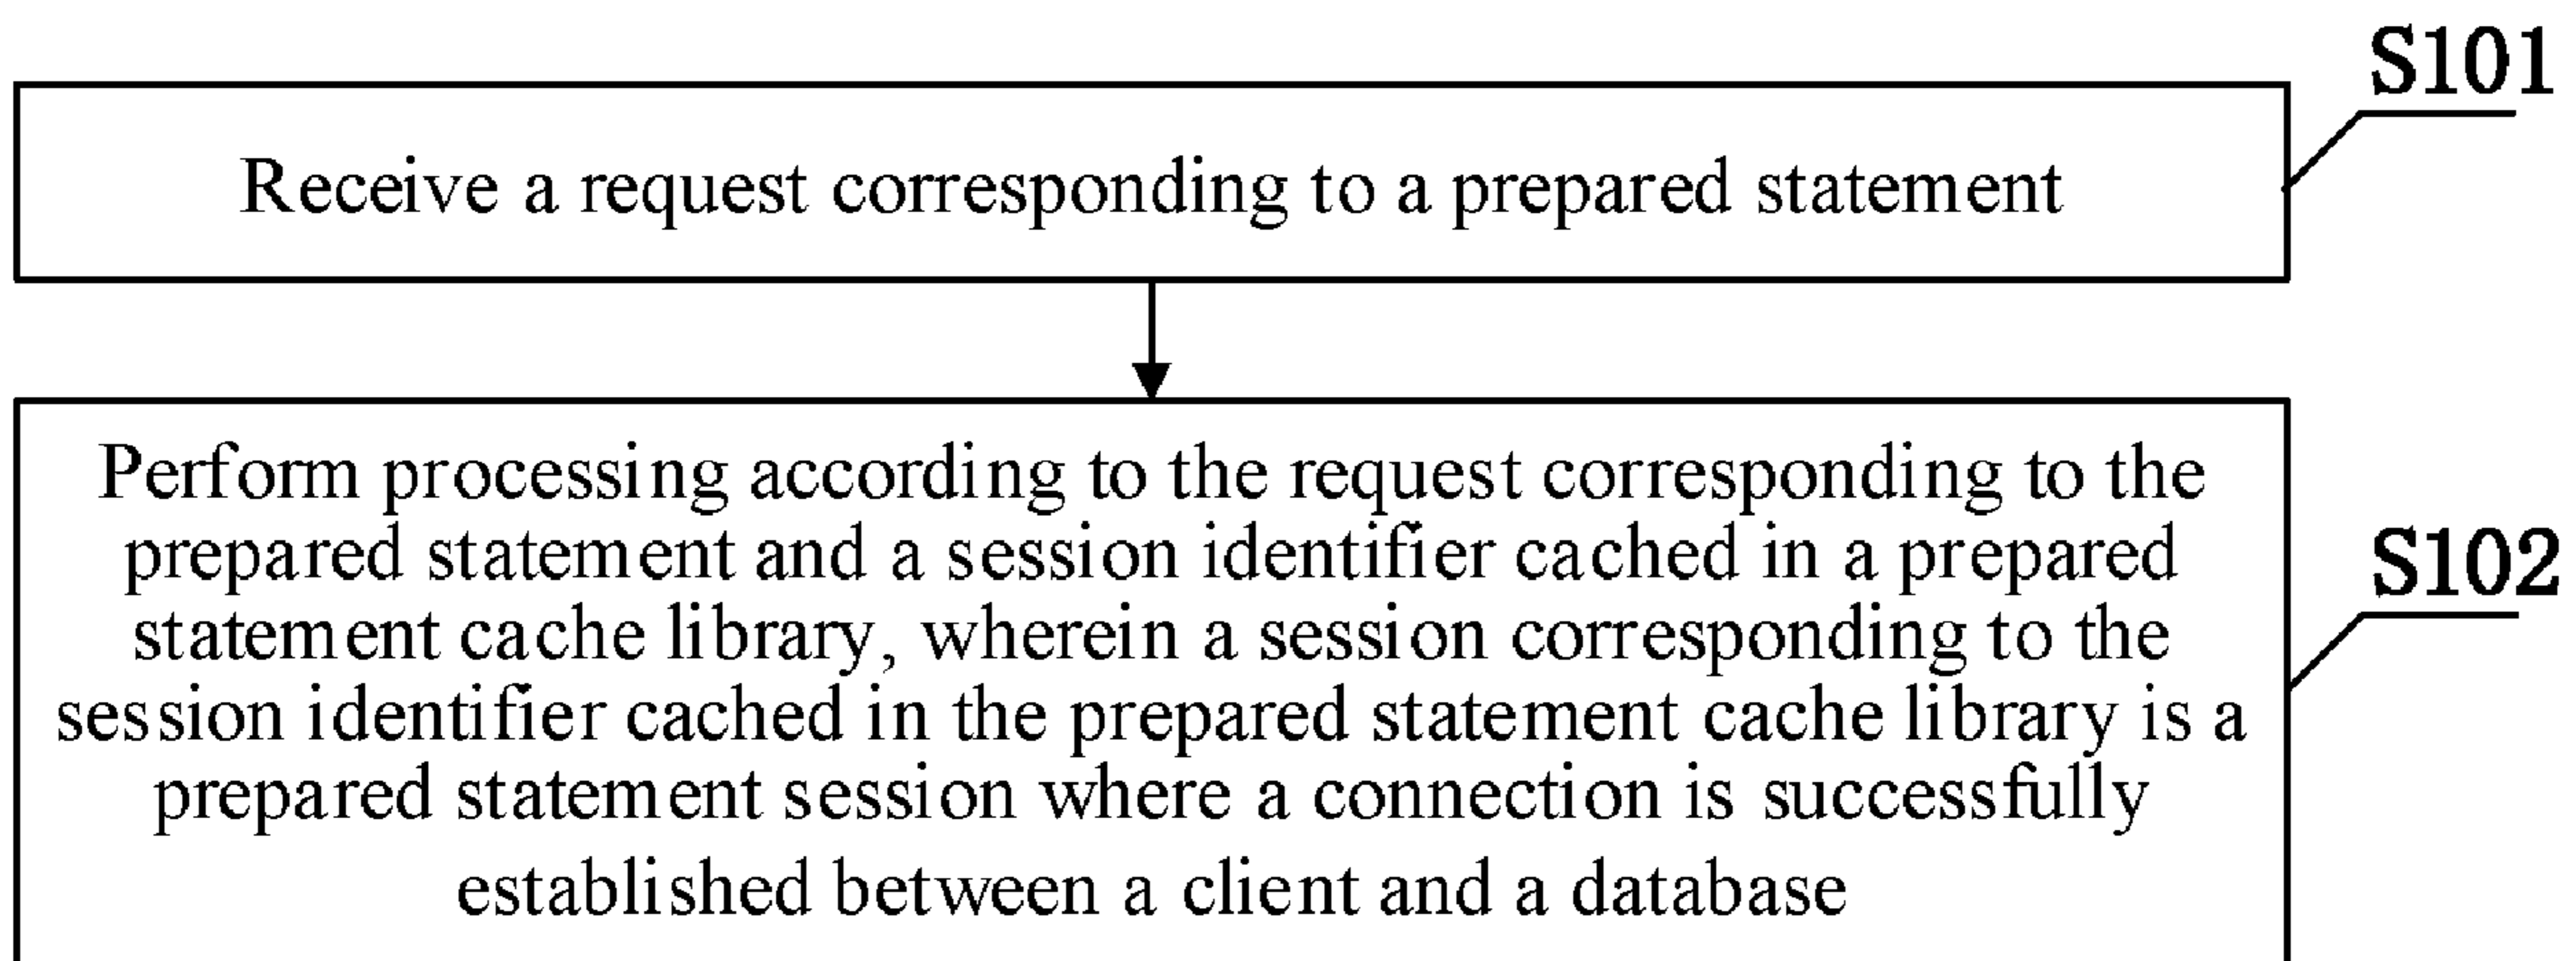 S101
Receive a request corresponding to a prepared statement
Perform processing according to the request corresponding to the
prepared statement and a session identifier cached in a prepared
S102
statement cache library, wherein a session corresponding to the
session identifier cached in the prepared statement cache library is a
prepared statement session where a connection is successfully
established between a client and a database